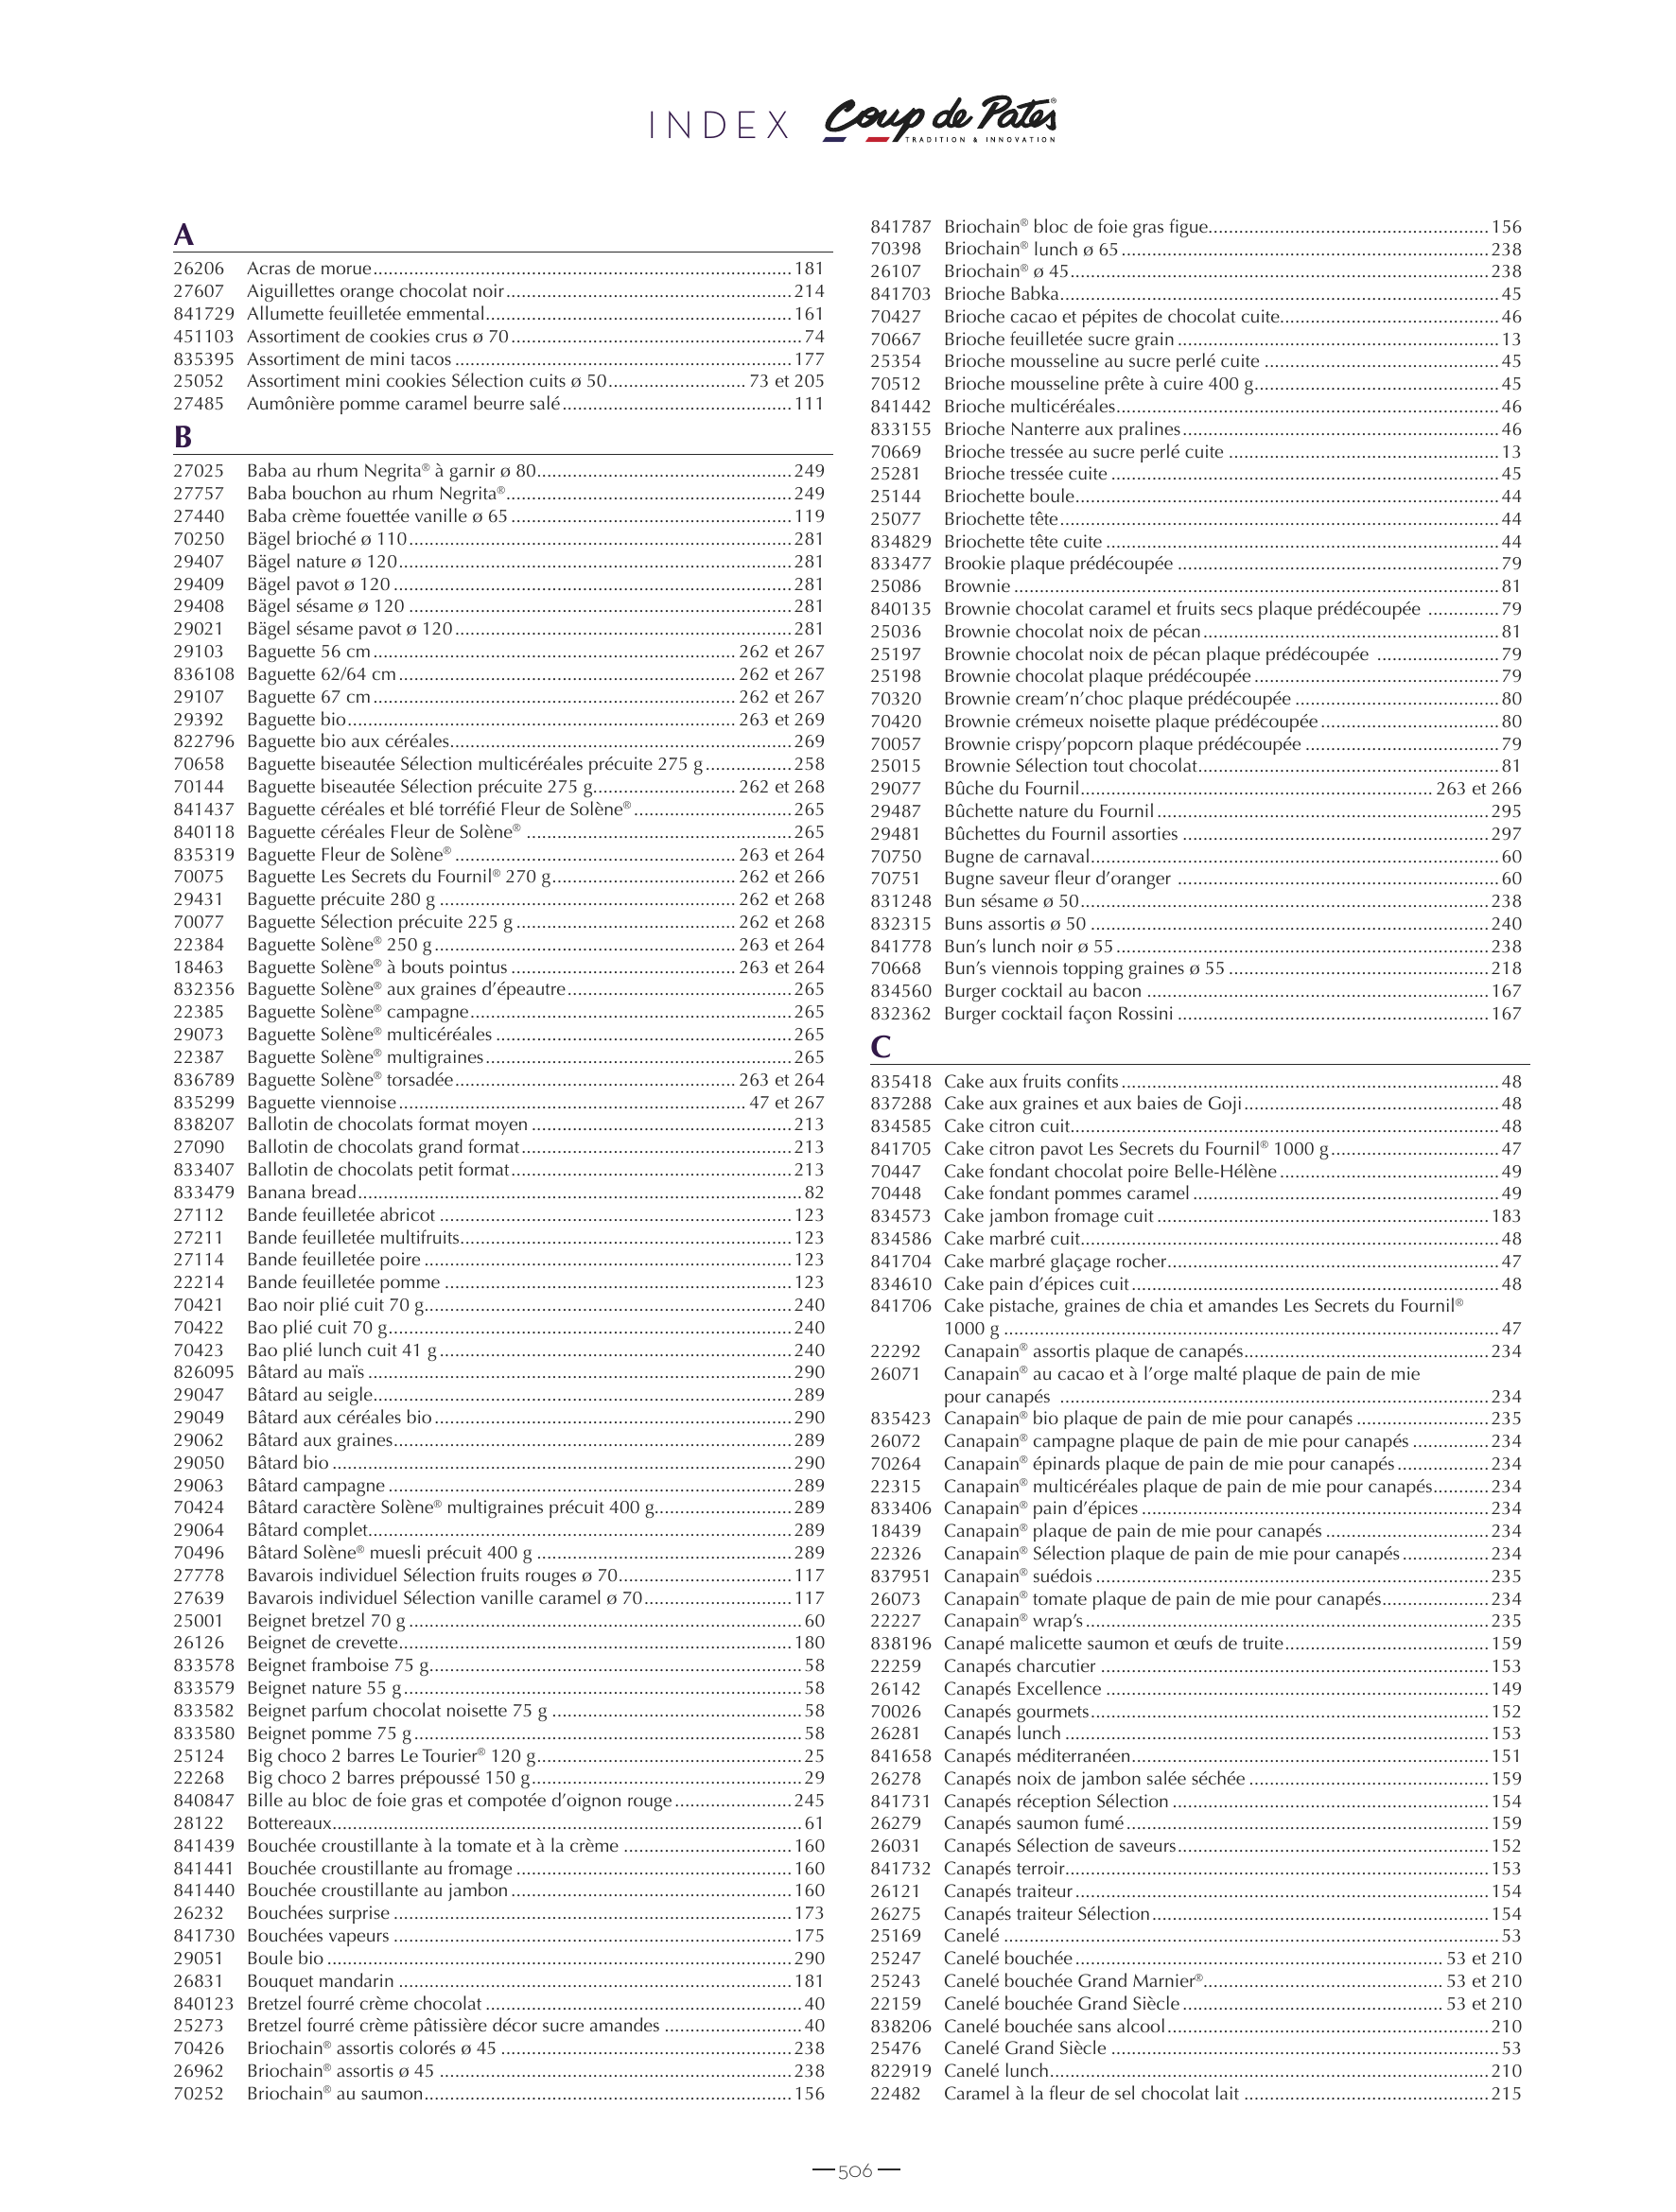 INDEX Coup de Pates®
TRADITION & INNOVATION
A
26206 Acras de morue 181
27607 Aiguillettes orange chocolat noir 214
841729 Allumette feuilletée emmental 161
451103 Assortiment de cookies crus ø 70 74
835395 Assortiment de mini tacos 177
25052 Assortiment mini cookies Sélection cuits ø 50 73 et 205
27485 Aumônière pomme caramel beurre salé 111
B
27025 Baba au rhum Negrita® à garnir ø 80 249
27757 Baba bouchon au rhum Negrita® 249
27440 Baba crème fouettée vanille ø 65 119
70250 Bägel brioché ø 110 281
29407 Bägel nature ø 120 281
29409 Bägel pavot ø 120 281
29408 Bägel sésame ø 120 281
29021 Bägel sésame pavot ø 120 281
29103 Baguette 56 cm 262 et 267
836108 Baguette 62/64 cm 262 et 267
29107 Baguette 67 cm 262 et 267
29392 Baguette bio 263 et 269
822796 Baguette bio aux céréales 269
70658 Baguette biseautée Sélection multicéréales précuite 275 g 258
70144 Baguette biseautée Sélection précuite 275 g 262 et 268
841437 Baguette céréales et blé torréfié Fleur de Solène® 265
840118 Baguette céréales Fleur de Solène® 265
835319 Baguette Fleur de Solène® 263 et 264
70075 Baguette Les Secrets du Fournil® 270 g 262 et 266
29431 Baguette précuite 280 g 262 et 268
70077 Baguette Sélection précuite 225 g 262 et 268
22384 Baguette Solène® 250 g 263 et 264
18463 Baguette Solène® à bouts pointus 263 et 264
832356 Baguette Solène® aux graines d’épeautre 265
22385 Baguette Solène® campagne 265
29073 Baguette Solène® multicéréales 265
22387 Baguette Solène® multigraines 265
836789 Baguette Solène® torsadée 263 et 264
835299 Baguette viennoise 47 et 267
838207 Ballotin de chocolats format moyen 213
27090 Ballotin de chocolats grand format 213
833407 Ballotin de chocolats petit format 213
833479 Banana bread 82
27112 Bande feuilletée abricot 123
27211 Bande feuilletée multifruits 123
27114 Bande feuilletée poire 123
22214 Bande feuilletée pomme 123
70421 Bao noir plié cuit 70 g 240
70422 Bao plié cuit 70 g 240
70423 Bao plié lunch cuit 41 g 240
826095 Bâtard au maïs 290
29047 Bâtard au seigle 289
29049 Bâtard aux céréales bio 290
29062 Bâtard aux graines 289
29050 Bâtard bio 290
29063 Bâtard campagne 289
70424 Bâtard caractère Solène® multigraines précuit 400 g 289
29064 Bâtard complet 289
70496 Bâtard Solène® muesli précuit 400 g 289
27778 Bavarois individuel Sélection fruits rouges ø 70 117
27639 Bavarois individuel Sélection vanille caramel ø 70 117
25001 Beignet bretzel 70 g 60
26126 Beignet de crevette 180
833578 Beignet framboise 75 g 58
833579 Beignet nature 55 g 58
833582 Beignet parfum chocolat noisette 75 g 58
833580 Beignet pomme 75 g 58
25124 Big choco 2 barres Le Tourier® 120 g 25
22268 Big choco 2 barres prépoussé 150 g 29
840847 Bille au bloc de foie gras et compotée d’oignon rouge 245
28122 Bottereaux 61
841439 Bouchée croustillante à la tomate et à la crème 160
841441 Bouchée croustillante au fromage 160
841440 Bouchée croustillante au jambon 160
26232 Bouchées surprise 173
841730 Bouchées vapeurs 175
29051 Boule bio 290
26831 Bouquet mandarin 181
840123 Bretzel fourré crème chocolat 40
25273 Bretzel fourré crème pâtissière décor sucre amandes 40
70426 Briochain® assortis colorés ø 45 238
26962 Briochain® assortis ø 45 238
70252 Briochain® au saumon 156
841787 Briochain® bloc de foie gras figue 156
70398 Briochain® lunch ø 65 238
26107 Briochain® ø 45 238
841703 Brioche Babka 45
70427 Brioche cacao et pépites de chocolat cuite 46
70667 Brioche feuilletée sucre grain 13
25354 Brioche mousseline au sucre perlé cuite 45
70512 Brioche mousseline prête à cuire 400 g 45
841442 Brioche multicéréales 46
833155 Brioche Nanterre aux pralines 46
70669 Brioche tressée au sucre perlé cuite 13
25281 Brioche tressée cuite 45
25144 Briochette boule 44
25077 Briochette tête 44
834829 Briochette tête cuite 44
833477 Brookie plaque prédécoupée 79
25086 Brownie 81
840135 Brownie chocolat caramel et fruits secs plaque prédécoupée 79
25036 Brownie chocolat noix de pécan 81
25197 Brownie chocolat noix de pécan plaque prédécoupée 79
25198 Brownie chocolat plaque prédécoupée 79
70320 Brownie cream’n’choc plaque prédécoupée 80
70420 Brownie crémeux noisette plaque prédécoupée 80
70057 Brownie crispy’popcorn plaque prédécoupée 79
25015 Brownie Sélection tout chocolat 81
29077 Bûche du Fournil 263 et 266
29487 Bûchette nature du Fournil 295
29481 Bûchettes du Fournil assorties 297
70750 Bugne de carnaval 60
70751 Bugne saveur fleur d’oranger 60
831248 Bun sésame ø 50 238
832315 Buns assortis ø 50 240
841778 Bun’s lunch noir ø 55 238
70668 Bun’s viennois topping graines ø 55 218
834560 Burger cocktail au bacon 167
832362 Burger cocktail façon Rossini 167
C
835418 Cake aux fruits confits 48
837288 Cake aux graines et aux baies de Goji 48
834585 Cake citron cuit 48
841705 Cake citron pavot Les Secrets du Fournil® 1000 g 47
70447 Cake fondant chocolat poire Belle-Hélène 49
70448 Cake fondant pommes caramel 49
834573 Cake jambon fromage cuit 183
834586 Cake marbré cuit 48
841704 Cake marbré glaçage rocher 47
834610 Cake pain d’épices cuit 48
841706 Cake pistache, graines de chia et amandes Les Secrets du Fournil®
1000 g 47
22292 Canapain® assortis plaque de canapés 234
26071 Canapain® au cacao et à l’orge malté plaque de pain de mie
pour canapés 234
835423 Canapain® bio plaque de pain de mie pour canapés 235
26072 Canapain® campagne plaque de pain de mie pour canapés 234
70264 Canapain® épinards plaque de pain de mie pour canapés 234
22315 Canapain® multicéréales plaque de pain de mie pour canapés 234
833406 Canapain® pain d’épices 234
18439 Canapain® plaque de pain de mie pour canapés 234
22326 Canapain® Sélection plaque de pain de mie pour canapés 234
837951 Canapain® suédois 235
26073 Canapain® tomate plaque de pain de mie pour canapés 234
22227 Canapain® wrap’s 235
838196 Canapé malicette saumon et œufs de truite 159
22259 Canapés charcutier 153
26142 Canapés Excellence 149
70026 Canapés gourmets 152
26281 Canapés lunch 153
841658 Canapés méditerranéen 151
26278 Canapés noix de jambon salée séchée 159
841731 Canapés réception Sélection 154
26279 Canapés saumon fumé 159
26031 Canapés Sélection de saveurs 152
841732 Canapés terroir 153
26121 Canapés traiteur 154
26275 Canapés traiteur Sélection 154
25169 Canelé 53
25247 Canelé bouchée 53 et 210
25243 Canelé bouchée Grand Marnier® 53 et 210
22159 Canelé bouchée Grand Siècle 53 et 210
838206 Canelé bouchée sans alcool 210
25476 Canelé Grand Siècle 53
822919 Canelé lunch 210
22482 Caramel à la fleur de sel chocolat lait 215
506